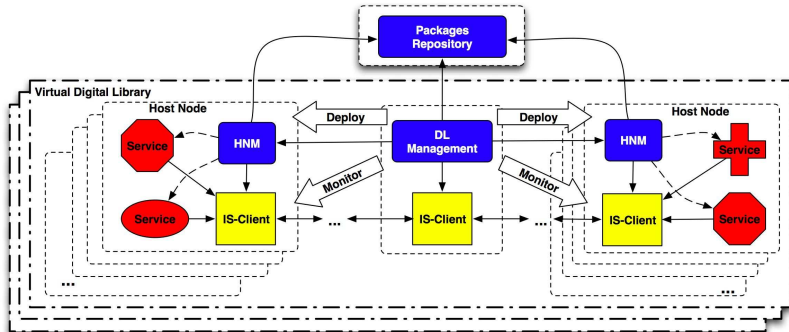 Packages
Repository
Virtual Digital Library
Host Node
Host Node
Deploy
Deploy
Service
HNM
DL
Management
HNM
Service
Monitor
Monitor
Service
IS-Client
...
IS-Client
...
IS-Client
Service
...
...